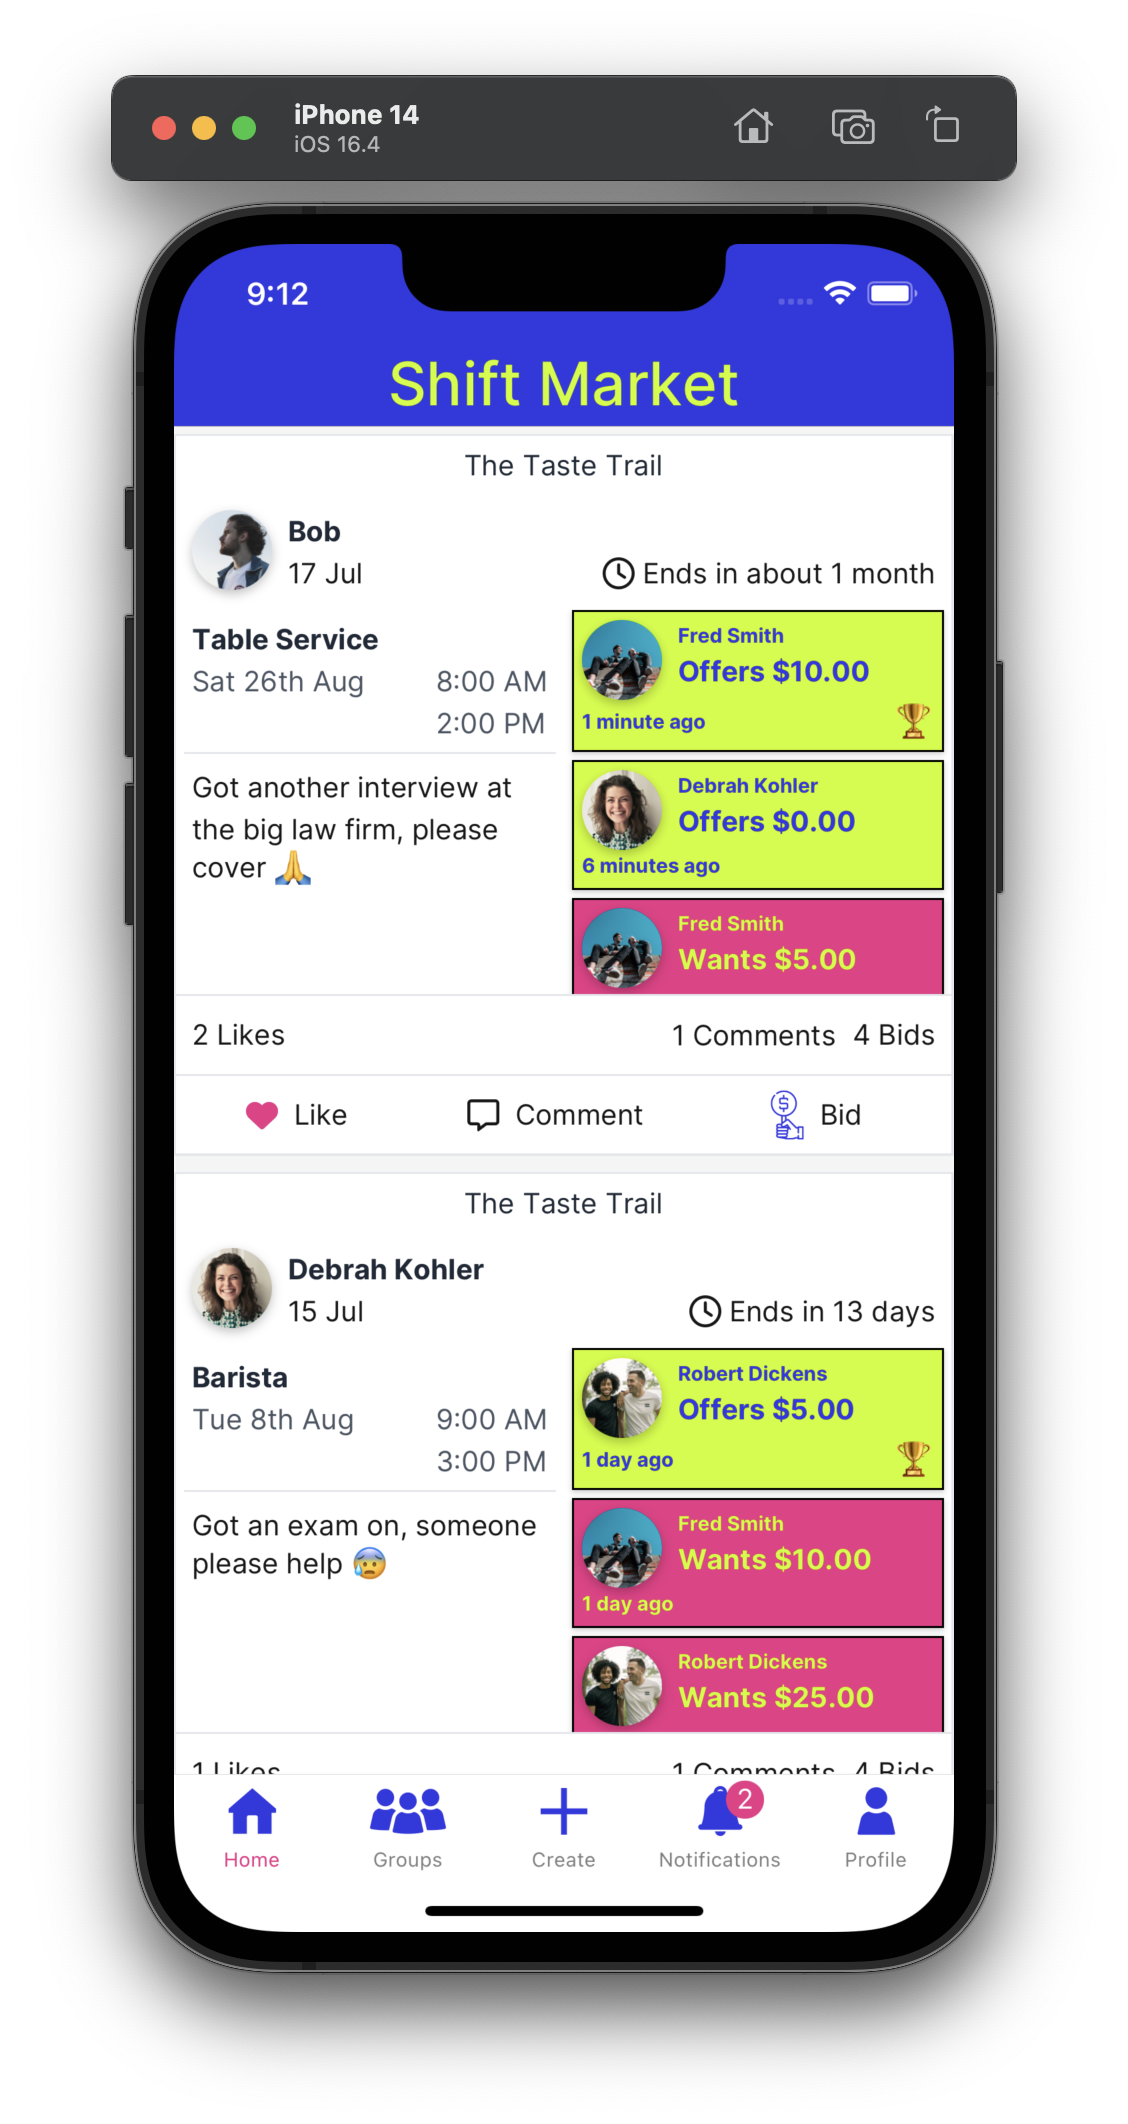 iPhone 14
iOS 16.4
9:12
Shift Market
The Taste Trail
Bob
17 Jul
Ends in about 1 month
Table Service
Sat 26th Aug 8:00 AM
2:00 PM
Got another interview at
the big law firm, please
cover 🙏
Fred Smith
Offers $10.00
1 minute ago 🏆
Debrah Kohler
Offers $0.00
6 minutes ago
Fred Smith
Wants $5.00
2 Likes 1 Comments 4 Bids
Like Comment Bid
The Taste Trail
Debrah Kohler
15 Jul
Ends in 13 days
Barista
Tue 8th Aug 9:00 AM
3:00 PM
Got an exam on, someone
please help 😰
Robert Dickens
Offers $5.00
1 day ago 🏆
Fred Smith
Wants $10.00
1 day ago
Robert Dickens
Wants $25.00
1 Likes 1 Comments 4 Bids
2
Home Groups Create Notifications Profile